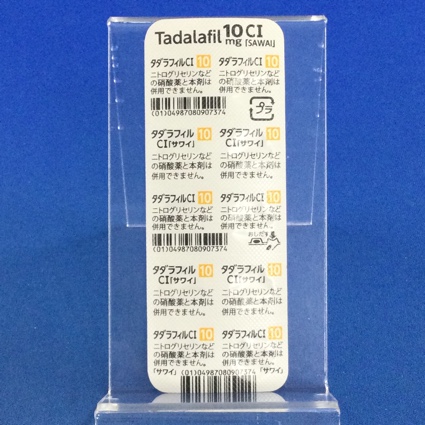 Tadalafil 10mg CI「SAWAI」
タダラフィルCI 10 タダラフィルCI 10
ニトログリセリンなど の硝酸薬と本剤は 併用できません。
ニトログリセリンなど の硝酸薬と本剤は 併用できません。
(01)04987080907374
プラ
タダラフィル 10 CI「サワイ」
タダラフィル 10 CI「サワイ」
ニトログリセリンなど の硝酸薬と本剤は 併用できません。
ニトログリセリンなど の硝酸薬と本剤は 併用できません。
タダラフィルCI 10 タダラフィルCI 10
ニトログリセリンなど の硝酸薬と本剤は 併用できません。
ニトログリセリンなど の硝酸薬と本剤は 併用できません。
(01)04987080907374
おしだす
タダラフィル 10 CI「サワイ」
タダラフィル 10 CI「サワイ」
ニトログリセリンなど の硝酸薬と本剤は 併用できません。
ニトログリセリンなど の硝酸薬と本剤は 併用できません。
タダラフィルCI 10 タダラフィルCI 10
ニトログリセリンなど の硝酸薬と本剤は 併用できません。
ニトログリセリンなど の硝酸薬と本剤は 併用できません。
「サワイ」 「サワイ」
(01)04987080907374